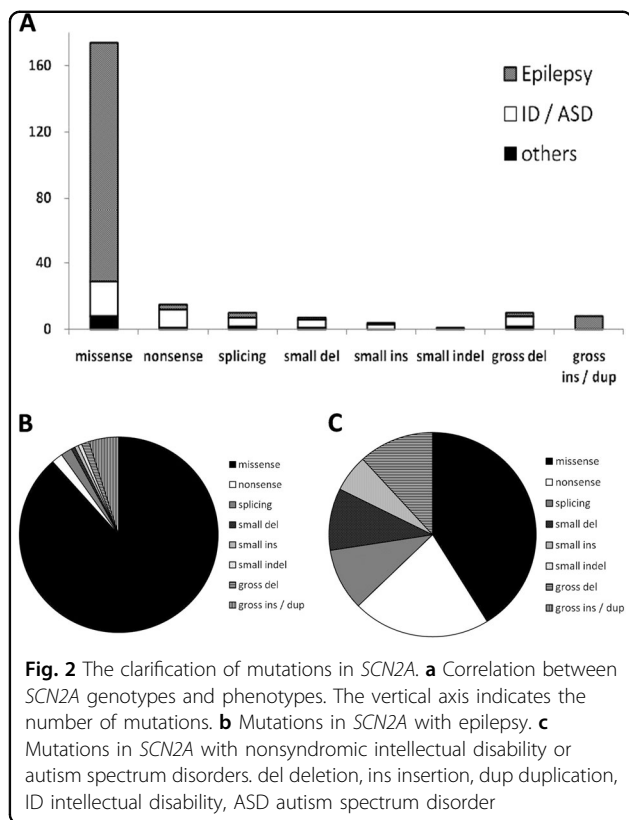 A
160
120
80
40
0
Epilepsy
ID / ASD
others
missense nonsense splicing small del small ins small indel gross del gross ins / dup
B
missense
nonsense
splicing
small del
small ins
small indel
gross del
gross ins / dup
C
missense
nonsense
splicing
small del
small ins
small indel
gross del
gross ins / dup
Fig. 2 The clarification of mutations in SCN2A. a Correlation between
SCN2A genotypes and phenotypes. The vertical axis indicates the
number of mutations. b Mutations in SCN2A with epilepsy. c
Mutations in SCN2A with nonsyndromic intellectual disability or
autism spectrum disorders. del deletion, ins insertion, dup duplication,
ID intellectual disability, ASD autism spectrum disorder